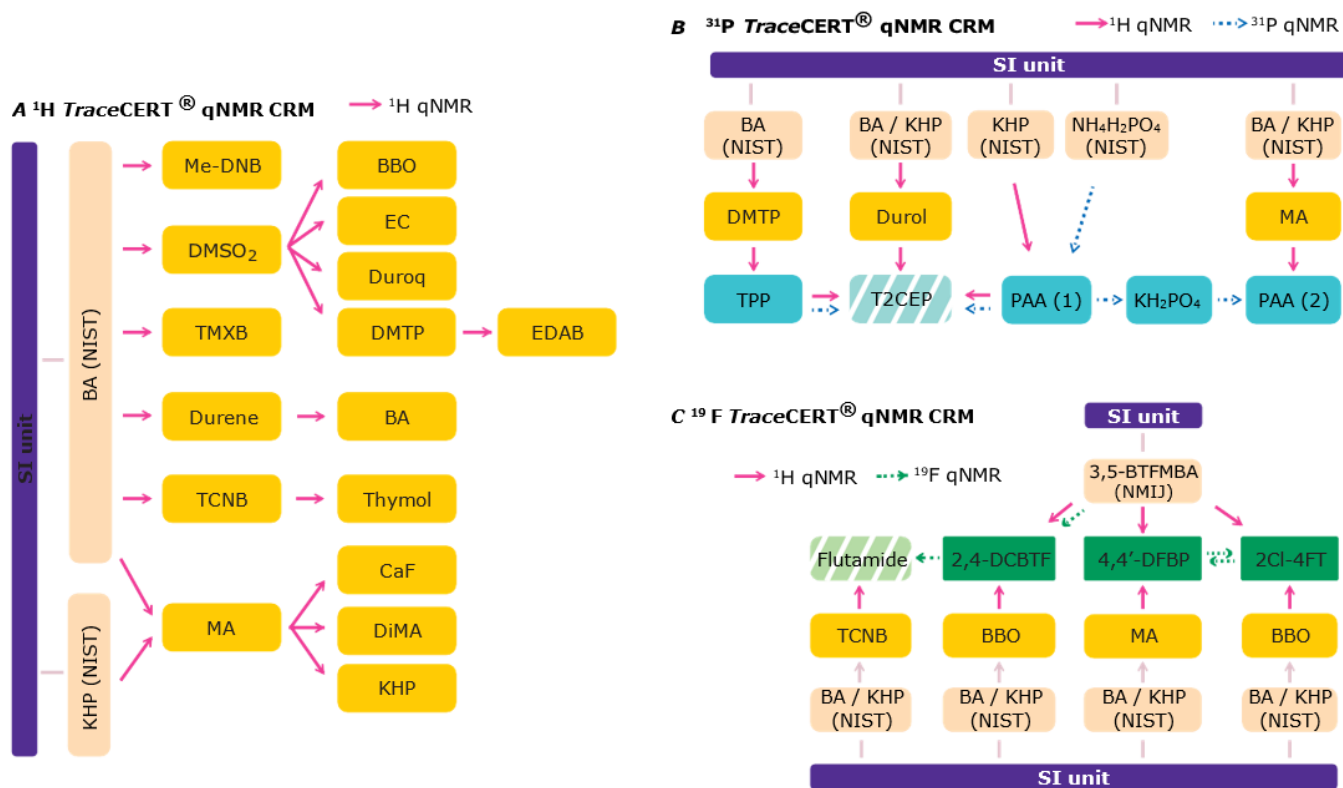 A ¹H TraceCERT ® qNMR CRM
¹H qNMR
SI unit
BA (NIST)
KHP (NIST)
Me-DNB
BBO
DMSO₂
EC
Duroq
TMXB
DMTP
EDAB
Durene
BA
TCNB
Thymol
MA
CaF
DiMA
KHP
B ³¹P TraceCERT® qNMR CRM
¹H qNMR
³¹P qNMR
SI unit
BA
(NIST)
BA / KHP
(NIST)
KHP
(NIST)
NH₄H₂PO₄
(NIST)
BA / KHP
(NIST)
DMTP
Durol
MA
TPP
T2CEP
PAA (1)
KH₂PO₄
PAA (2)
C ¹⁹ F TraceCERT® qNMR CRM
SI unit
¹H qNMR
¹⁹F qNMR
3,5-BTFMBA
(NMIJ)
Flutamide
2,4-DCBTF
4,4′-DFBP
2Cl-4FT
TCNB
BBO
MA
BBO
BA / KHP
(NIST)
BA / KHP
(NIST)
BA / KHP
(NIST)
BA / KHP
(NIST)
SI unit